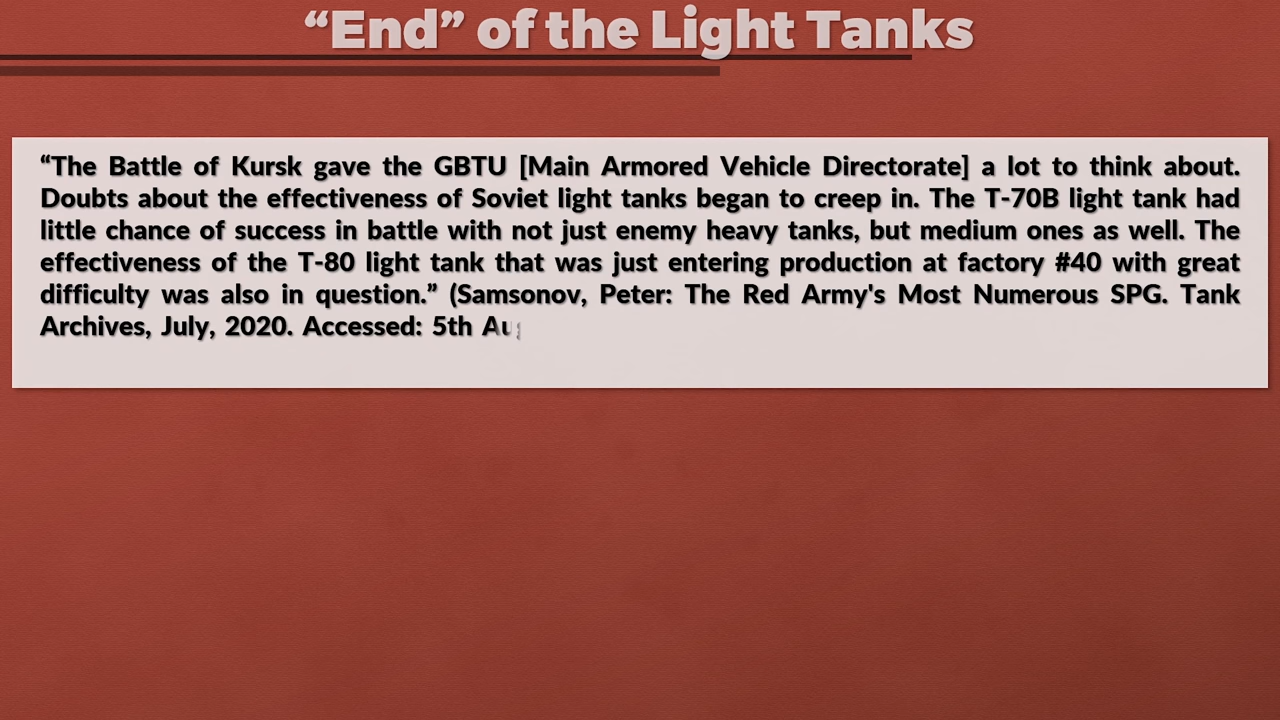 “End” of the Light Tanks
“The Battle of Kursk gave the GBTU [Main Armored Vehicle Directorate] a lot to think about.
Doubts about the effectiveness of Soviet light tanks began to creep in. The T-70B light tank had
little chance of success in battle with not just enemy heavy tanks, but medium ones as well. The
effectiveness of the T-80 light tank that was just entering production at factory #40 with great
difficulty was also in question.” (Samsonov, Peter: The Red Army's Most Numerous SPG. Tank
Archives, July, 2020. Accessed: 5th